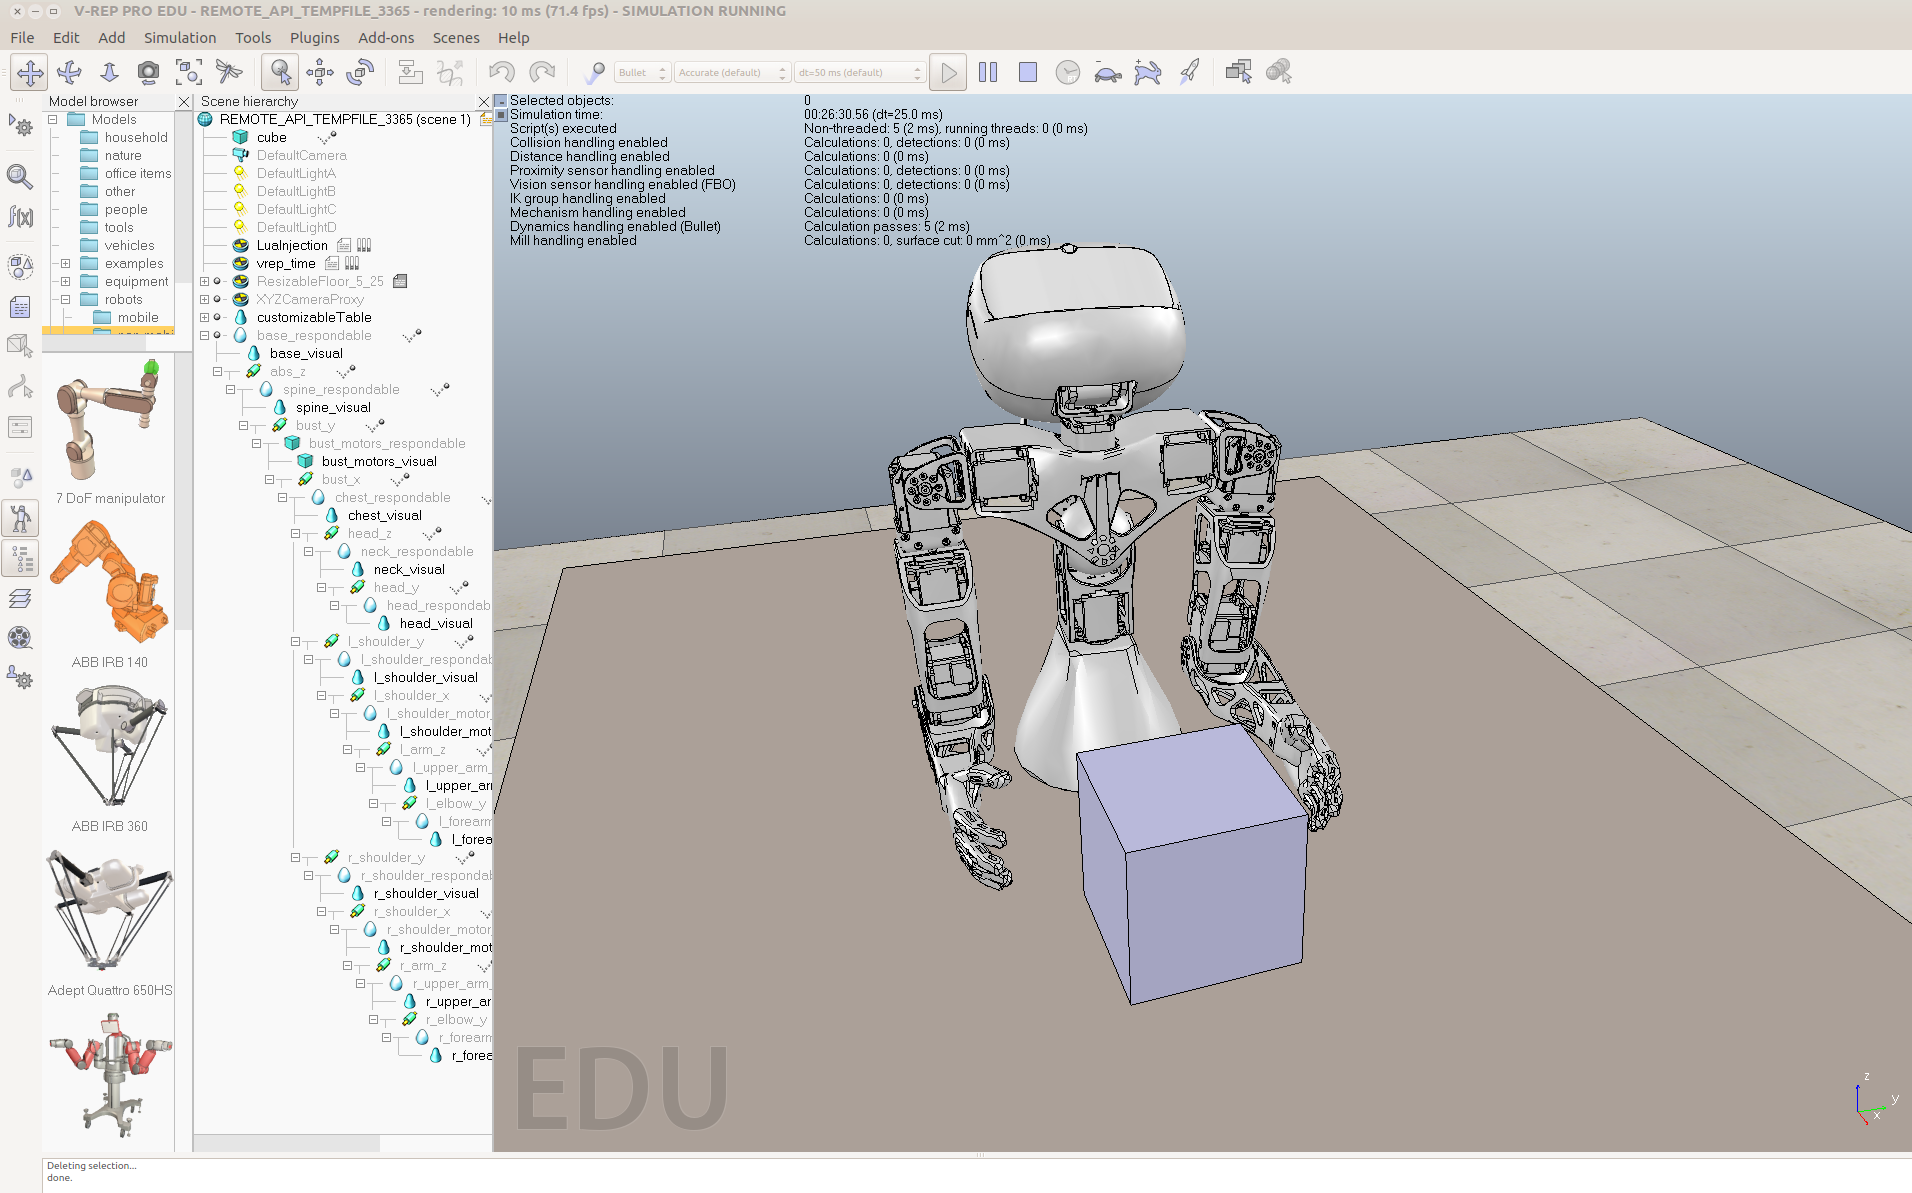 V-REP PRO EDU - REMOTE_API_TEMPFILE_3365 - rendering: 10 ms (71.4 fps) - SIMULATION RUNNING
File Edit Add Simulation Tools Plugins Add-ons Scenes Help
Bullet Accurate (default) dt=50 ms (default)
Model browser
Models
household
nature
office items
other
people
tools
vehicles
examples
equipment
robots
mobile
7 DoF manipulator
ABB IRB 140
ABB IRB 360
Adept Quattro 650HS
Scene hierarchy
REMOTE_API_TEMPFILE_3365 (scene 1)
cube
DefaultCamera
DefaultLightA
DefaultLightB
DefaultLightC
DefaultLightD
LuaInjection
vrep_time
ResizableFloor_5_25
XYZCameraProxy
customizableTable
base_respondable
base_visual
abs_z
spine_respondable
spine_visual
bust_y
bust_motors_respondable
bust_motors_visual
bust_x
chest_respondable
chest_visual
head_z
neck_respondable
neck_visual
head_y
head_respondab
head_visual
l_shoulder_y
l_shoulder_respondab
l_shoulder_visual
l_shoulder_x
l_shoulder_motor
l_shoulder_mot
l_arm_z
l_upper_arm_
l_upper_ar
l_elbow_y
l_forearm
l_forea
r_shoulder_y
r_shoulder_respondab
r_shoulder_visual
r_shoulder_x
r_shoulder_motor
r_shoulder_mot
r_arm_z
r_upper_arm_
r_upper_ar
r_elbow_y
r_forearm
r_forea
Selected objects: 0
Simulation time: 00:26:30.56 (dt=25.0 ms)
Script(s) executed Non-threaded: 5 (2 ms), running threads: 0 (0 ms)
Collision handling enabled Calculations: 0, detections: 0 (0 ms)
Distance handling enabled Calculations: 0 (0 ms)
Proximity sensor handling enabled Calculations: 0, detections: 0 (0 ms)
Vision sensor handling enabled (FBO) Calculations: 0, detections: 0 (0 ms)
IK group handling enabled Calculations: 0 (0 ms)
Mechanism handling enabled Calculations: 0 (0 ms)
Dynamics handling enabled (Bullet) Calculation passes: 5 (2 ms)
Mill handling enabled Calculations: 0, surface cut: 0 mm^2 (0 ms)
EDU
z
y
x
Deleting selection...
done.